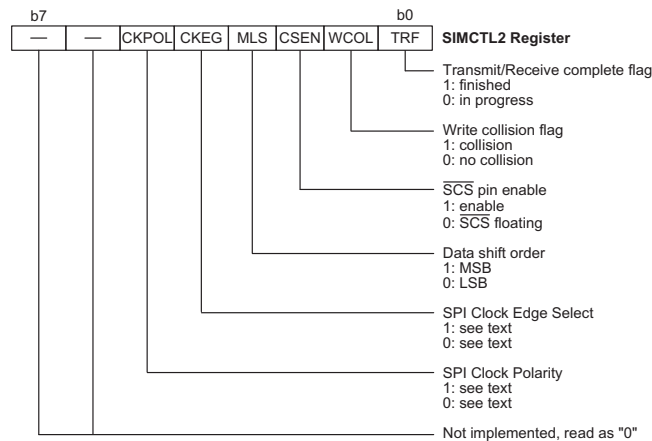 b7 b0
— — CKPOL CKEG MLS CSEN WCOL TRF SIMCTL2 Register
Transmit/Receive complete flag
1: finished
0: in progress
Write collision flag
1: collision
0: no collision
SCS pin enable
1: enable
0: SCS floating
Data shift order
1: MSB
0: LSB
SPI Clock Edge Select
1: see text
0: see text
SPI Clock Polarity
1: see text
0: see text
Not implemented, read as "0"